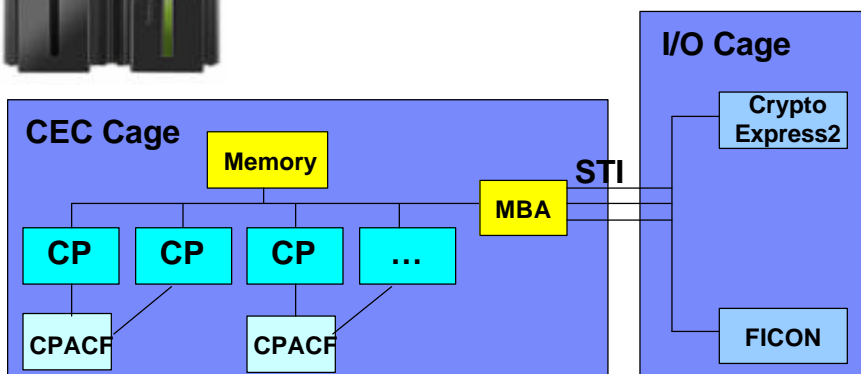 I/O Cage
Crypto
Express2
CEC Cage
Memory
STI
MBA
CP
CP
CP
...
CPACF
CPACF
FICON